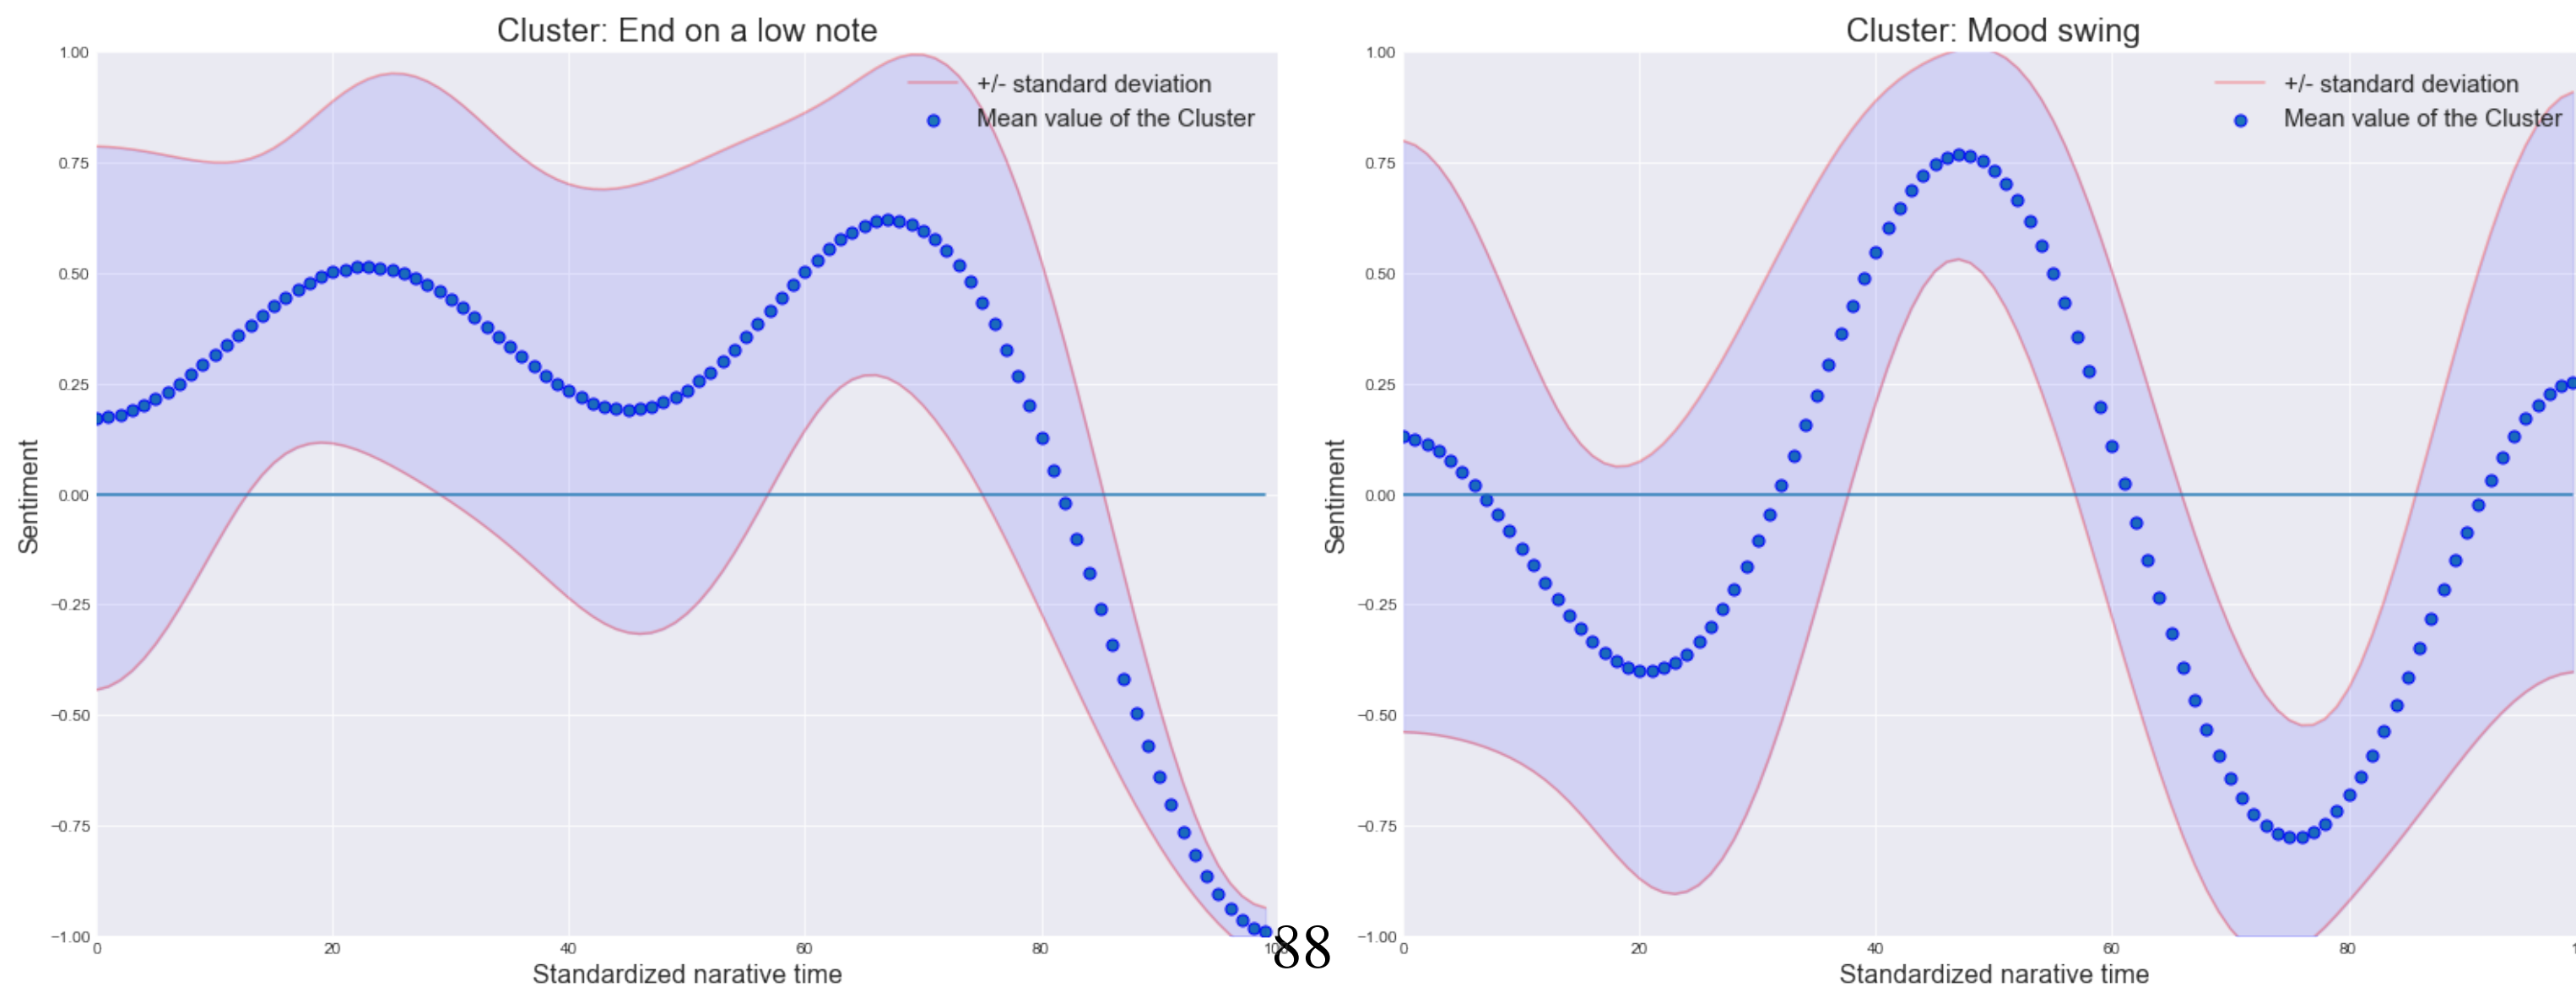 Cluster: End on a low note
+/- standard deviation
Mean value of the Cluster
1.00
0.75
0.50
0.25
0.00
−0.25
−0.50
−0.75
−1.00
Sentiment
0 20 40 60 80 100
Standardized narative time
88
Cluster: Mood swing
+/- standard deviation
Mean value of the Cluster
1.00
0.75
0.50
0.25
0.00
−0.25
−0.50
−0.75
−1.00
Sentiment
0 20 40 60 80
Standardized narative time